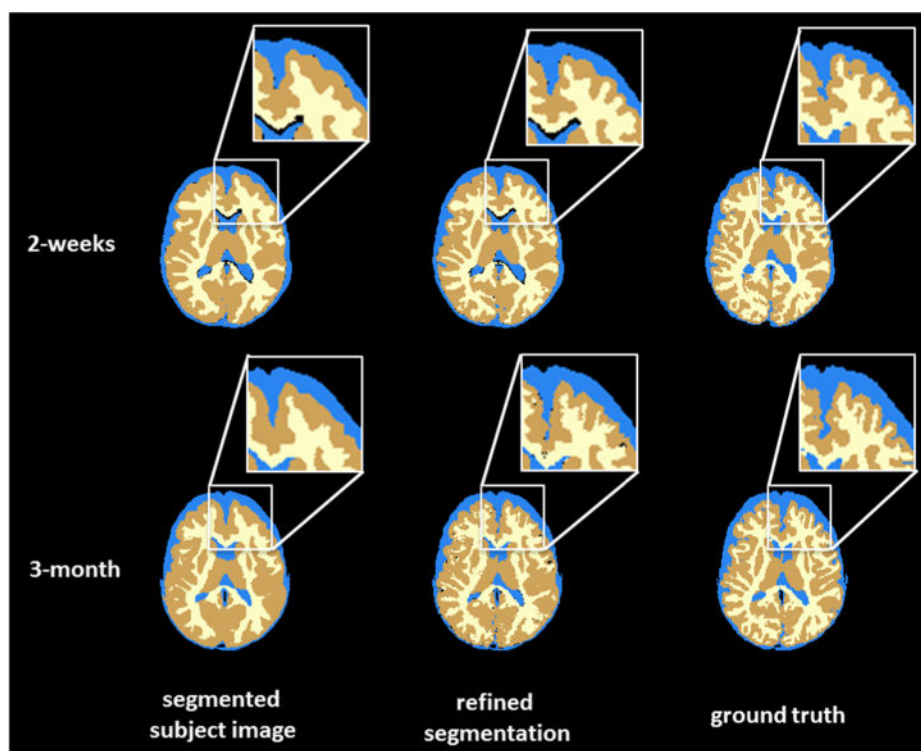 2-weeks
3-month
segmented
subject image
refined
segmentation
ground truth